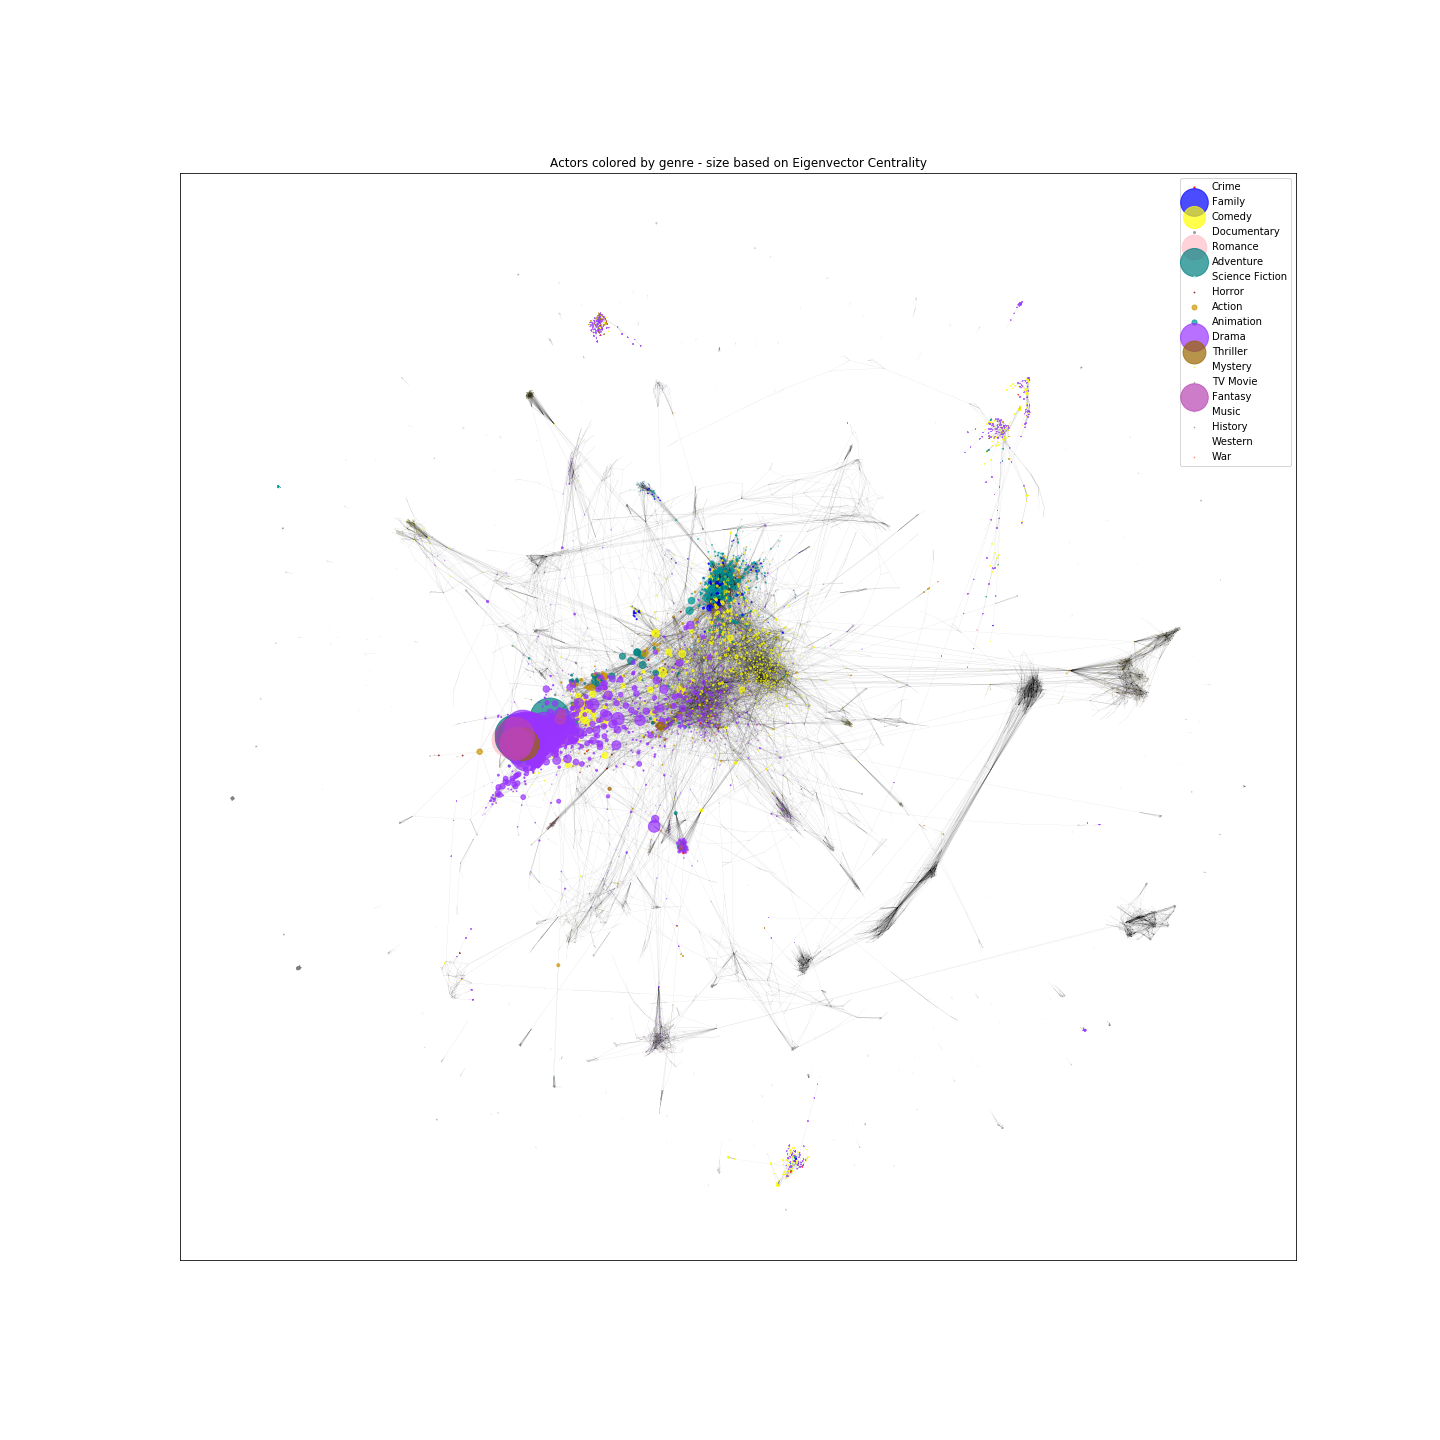 Actors colored by genre - size based on Eigenvector Centrality
Crime
Family
Comedy
Documentary
Romance
Adventure
Science Fiction
Horror
Action
Animation
Drama
Thriller
Mystery
TV Movie
Fantasy
Music
History
Western
War